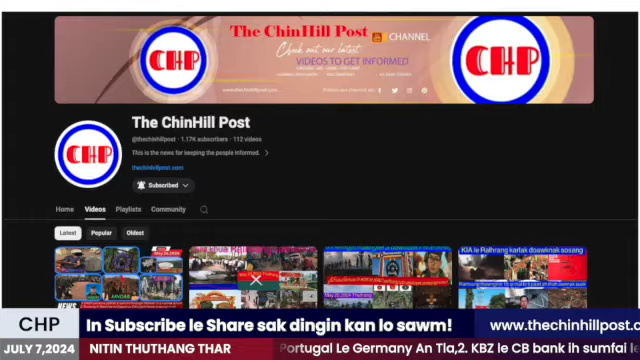 The ChinHill Post
CHANNEL
CHP
Check out our latest
VIDEOS TO GET INFORMED
CHP
The ChinHill Post
@thechinhillpost · 1.17K subscribers · 112 videos
This is the news for keeping the people informed.
CHP
thechinhillpost.com
Subscribed
Home Videos Playlists Community
Latest Popular Oldest
KIA le Ralhrang karlak doawknak sosang
NEWS
CHP
In Subscribe le Share sak dingin kan lo sawm!
www.thechinhillpost.co
JULY 7,2024
NITIN THUTHANG THAR
Portugal Le Germany An Tla,2. KBZ le CB bank ih sumfai l